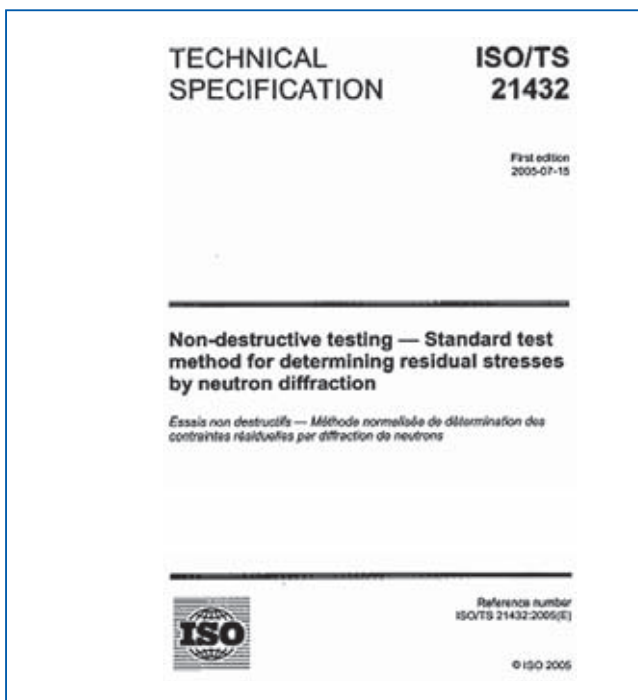 TECHNICAL
SPECIFICATION
ISO/TS
21432
First edition
2005-07-15
Non-destructive testing — Standard test
method for determining residual stresses
by neutron diffraction
Essais non destructifs — Méthode normalisée de détermination des
contraintes résiduelles par diffraction de neutrons
ISO
Reference number
ISO/TS 21432:2005(E)
© ISO 2005